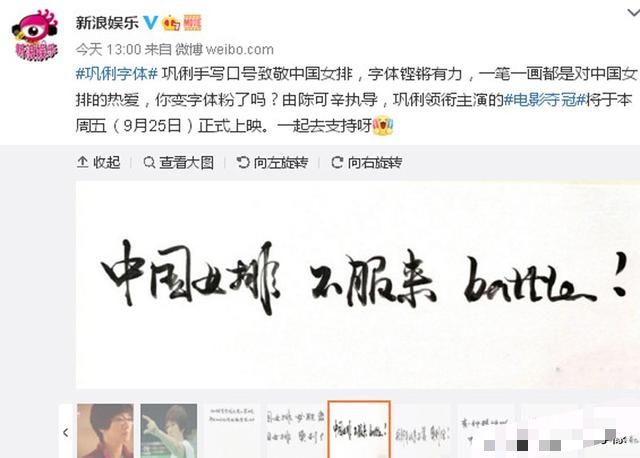 新浪娱乐
今天 13:00 来自 微博 weibo.com
#巩俐字体# 巩俐手写口号致敬中国女排，字体铿锵有力，一笔一画都是对中国女
排的热爱，你变字体粉了吗？由陈可辛执导，巩俐领衔主演的#电影夺冠#将于本
周五（9月25日）正式上映。一起去支持呀
收起 查看大图 向左旋转 向右旋转
中国女排 不服来 battle！